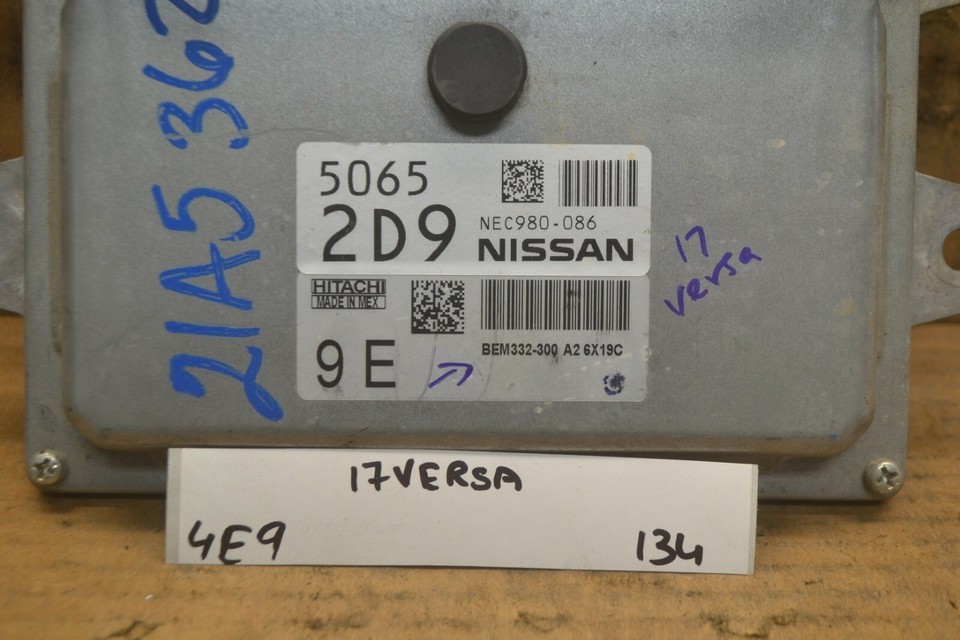 21A5 362
5065
2D9
NEC980-086
NISSAN
17
versa
HITACHI
MADE IN MEX
9 E
BEM332-300 A2 6X19C
17VERSA
4E9
134